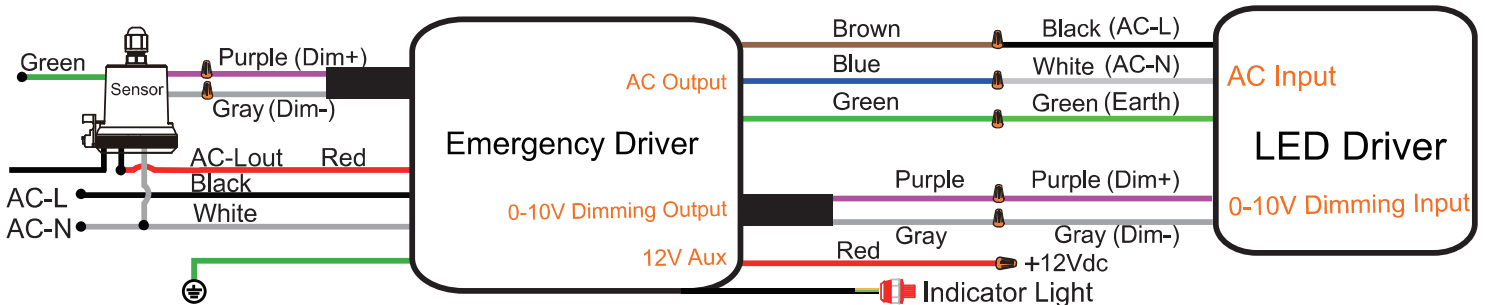 Green
Sensor
Purple (Dim+)
Gray (Dim-)
AC-Lout Red
AC-L Black
AC-N White
Emergency Driver
AC Output
0-10V Dimming Output
12V Aux
Brown Black (AC-L)
Blue White (AC-N)
Green Green (Earth)
Purple Purple (Dim+)
Gray Gray (Dim-)
Red +12Vdc
Indicator Light
AC Input
LED Driver
0-10V Dimming Input